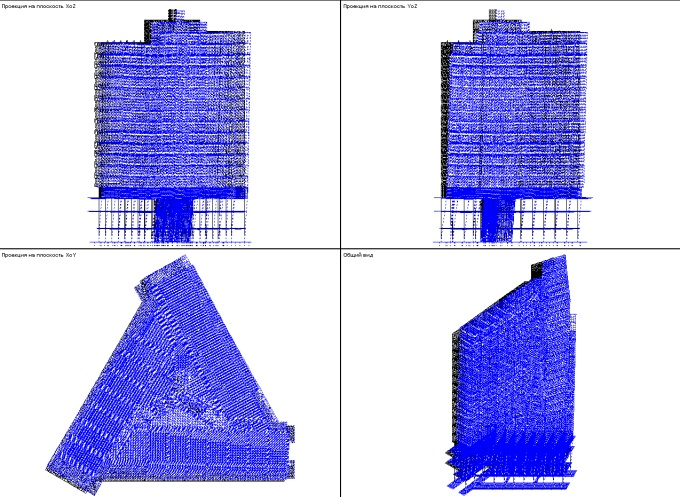 Проекция на плоскость XoZ
Проекция на плоскость YoZ
Проекция на плоскость XoY
Общий вид